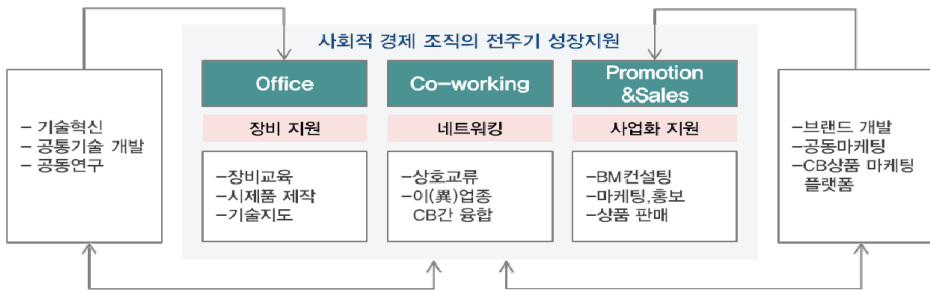 사회적 경제 조직의 전주기 성장지원
- 기술혁신
- 공통기술 개발
- 공동연구
Office
장비 지원
-장비교육
-시제품 제작
-기술지도
Co-working
네트워킹
-상호교류
-이(異)업종
CB간 융합
Promotion
&Sales
사업화 지원
-BM컨설팅
-마케팅,홍보
-상품 판매
-브랜드 개발
-공동마케팅
-CB상품 마케팅
플랫폼